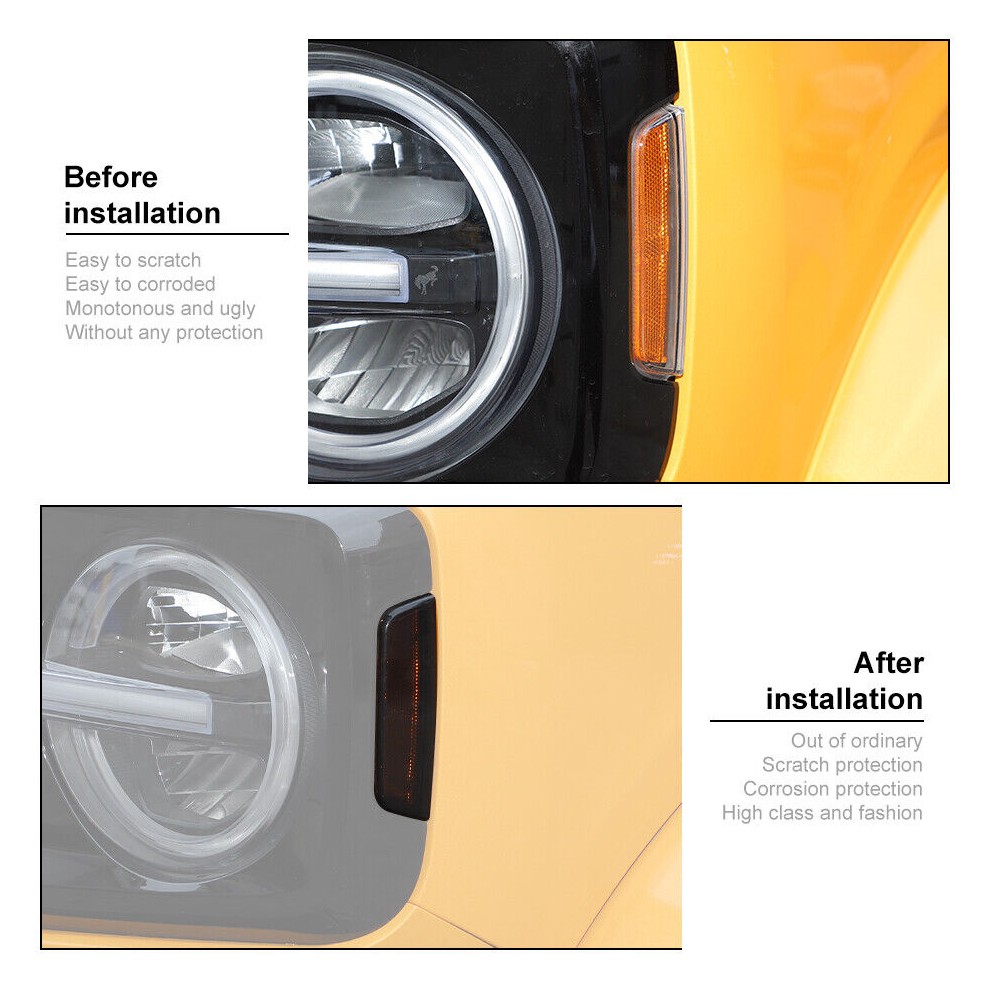 Before
installation
Easy to scratch
Easy to corroded
Monotonous and ugly
Without any protection
After
installation
Out of ordinary
Scratch protection
Corrosion protection
High class and fashion